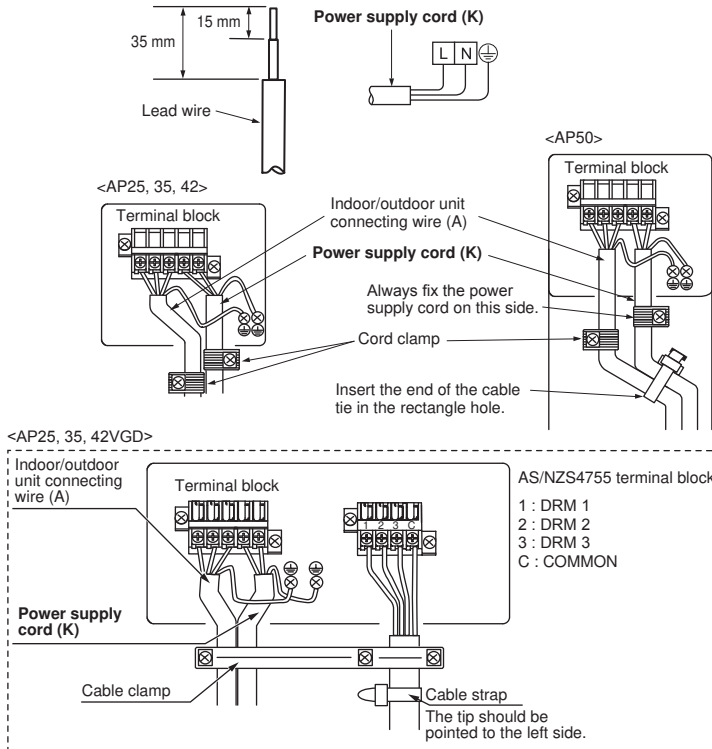 15 mm
35 mm
Lead wire
Power supply cord (K)
L N
<AP50>
Terminal block
<AP25, 35, 42>
Terminal block
Indoor/outdoor unit
connecting wire (A)
Power supply cord (K)
Always fix the power
supply cord on this side.
Cord clamp
Insert the end of the cable
tie in the rectangle hole.
<AP25, 35, 42VGD>
Indoor/outdoor
unit connecting
wire (A)
Terminal block
1 2 3 C
AS/NZS4755 terminal block
1 : DRM 1
2 : DRM 2
3 : DRM 3
C : COMMON
Power supply
cord (K)
Cable clamp
Cable strap
The tip should be
pointed to the left side.